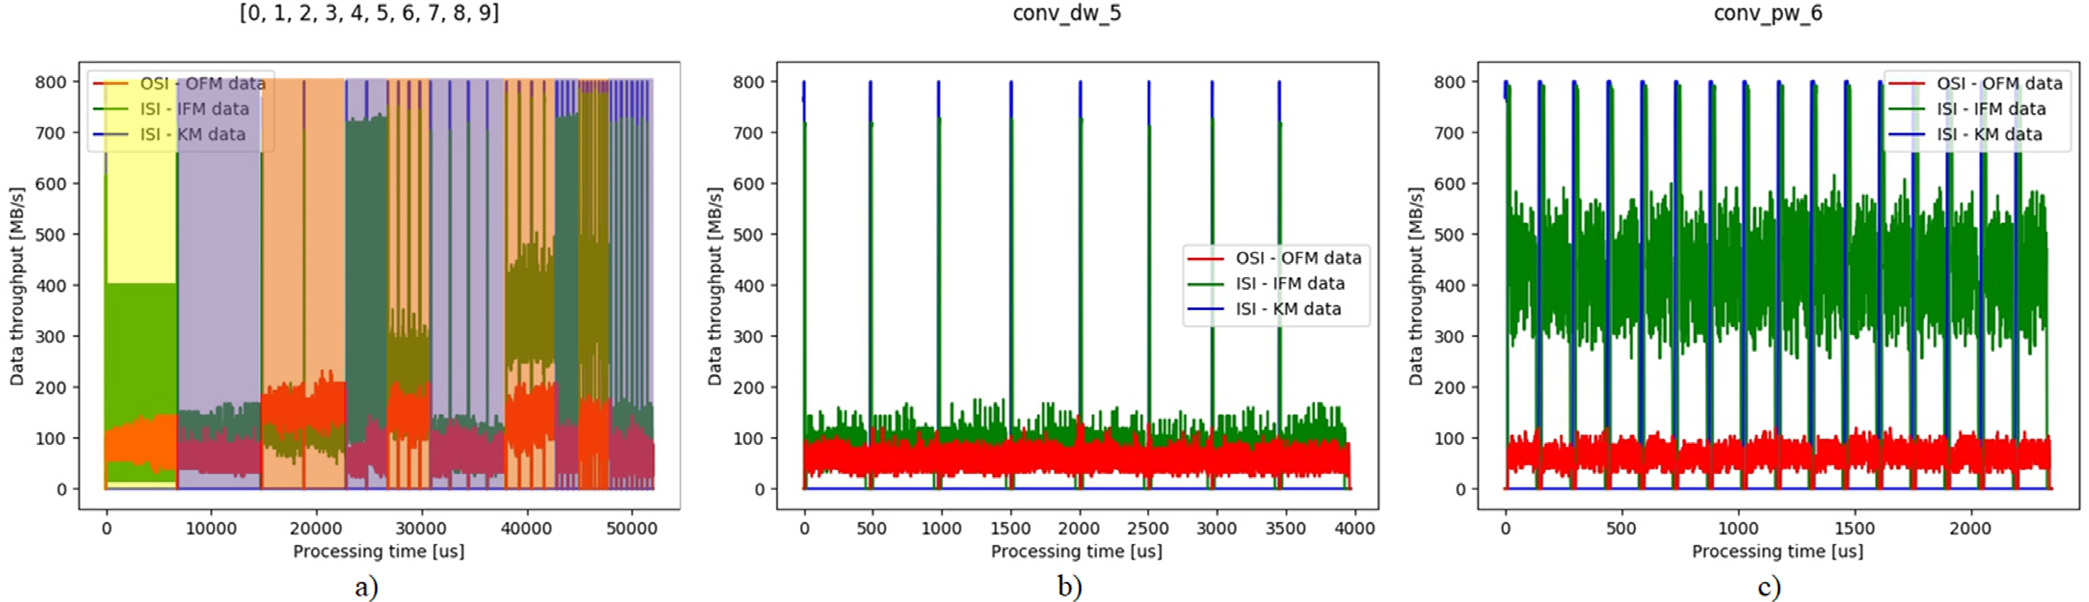 [0, 1, 2, 3, 4, 5, 6, 7, 8, 9]
800
700
600
500
400
300
200
100
0
Data throughput [MB/s]
OSI - OFM data
ISI - IFM data
ISI - KM data
0 10000 20000 30000 40000 50000
Processing time [us]
a)
conv_dw_5
800
700
600
500
400
300
200
100
0
Data throughput [MB/s]
OSI - OFM data
ISI - IFM data
ISI - KM data
0 500 1000 1500 2000 2500 3000 3500 4000
Processing time [us]
b)
conv_pw_6
800
700
600
500
400
300
200
100
0
Data throughput [MB/s]
OSI - OFM data
ISI - IFM data
ISI - KM data
0 500 1000 1500 2000
Processing time [us]
c)